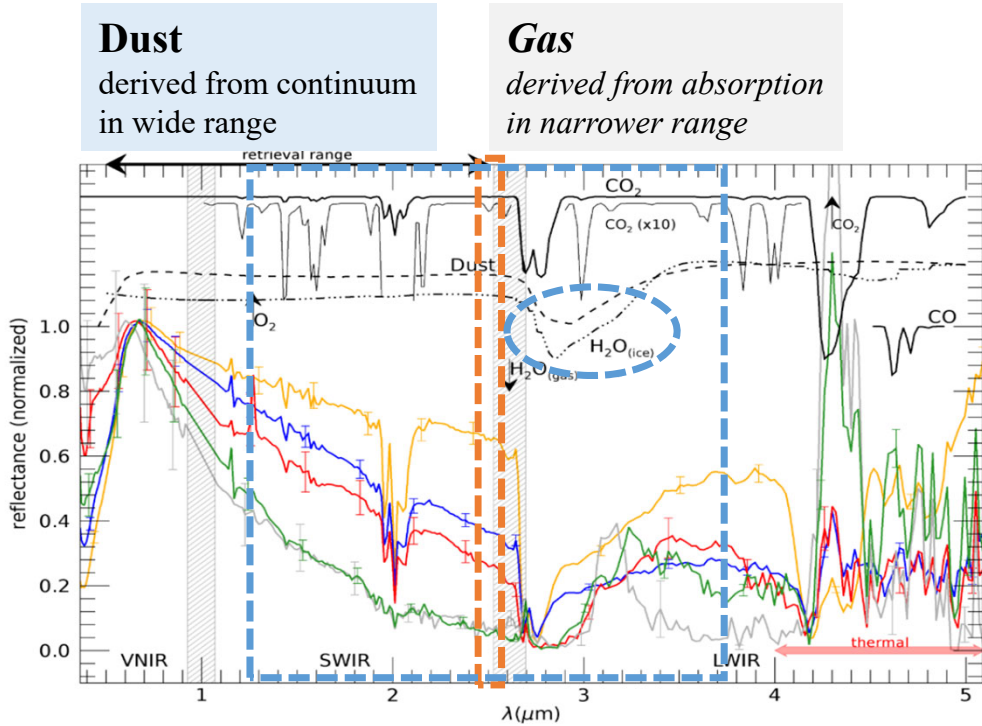 Dust
derived from continuum
in wide range
Gas
derived from absorption
in narrower range
retrieval range
CO₂
CO₂ (x10)
CO₂
Dust
O₂
H₂O(ice)
H₂O(gas)
CO
1.0
0.8
0.6
0.4
0.2
0.0
reflectance (normalized)
VNIR
SWIR
LWIR
thermal
1
2
3
4
5
λ(μm)